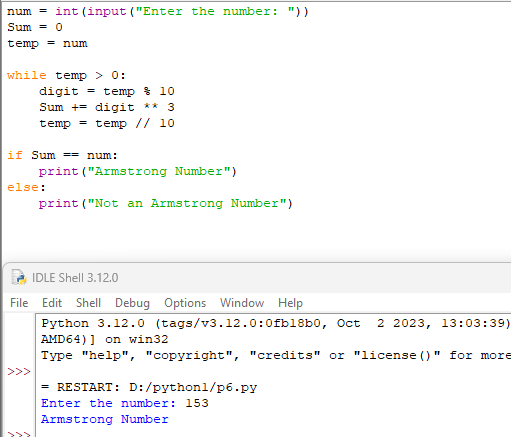 num = int(input("Enter the number: "))
Sum = 0
temp = num
while temp > 0:
    digit = temp % 10
    Sum += digit ** 3
    temp = temp // 10
if Sum == num:
    print("Armstrong Number")
else:
    print("Not an Armstrong Number")
IDLE Shell 3.12.0
File Edit Shell Debug Options Window Help
Python 3.12.0 (tags/v3.12.0:0fb18b0, Oct  2 2023, 13:03:39)
AMD64)] on win32
Type "help", "copyright", "credits" or "license()" for more
>>>
= RESTART: D:/python1/p6.py
Enter the number: 153
Armstrong Number
>>>